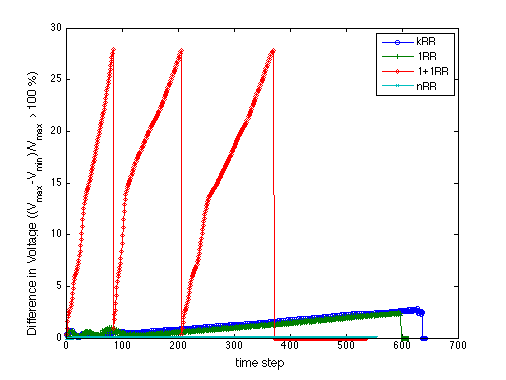 30
25
20
15
10
5
0
0 100 200 300 400 500 600 700
time step
Difference in Voltage ((Vmax-Vmin)/Vmax > 100 %)
kRR
1RR
1+1RR
nRR